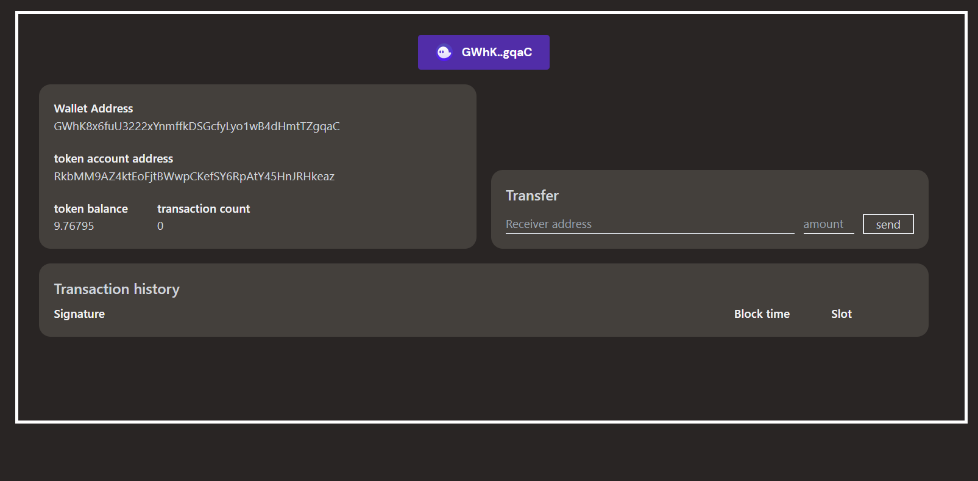 GWhK..gqaC
Wallet Address
GWhK8x6fuU3222xYnmffkDSGcfyLyo1wB4dHmtTZgqaC
token account address
RkbMM9AZ4ktEoFjtBWwpCKefSY6RpAtY45HnJRHkeaz
token balance transaction count
9.76795 0
Transfer
Receiver address amount send
Transaction history
Signature Block time Slot